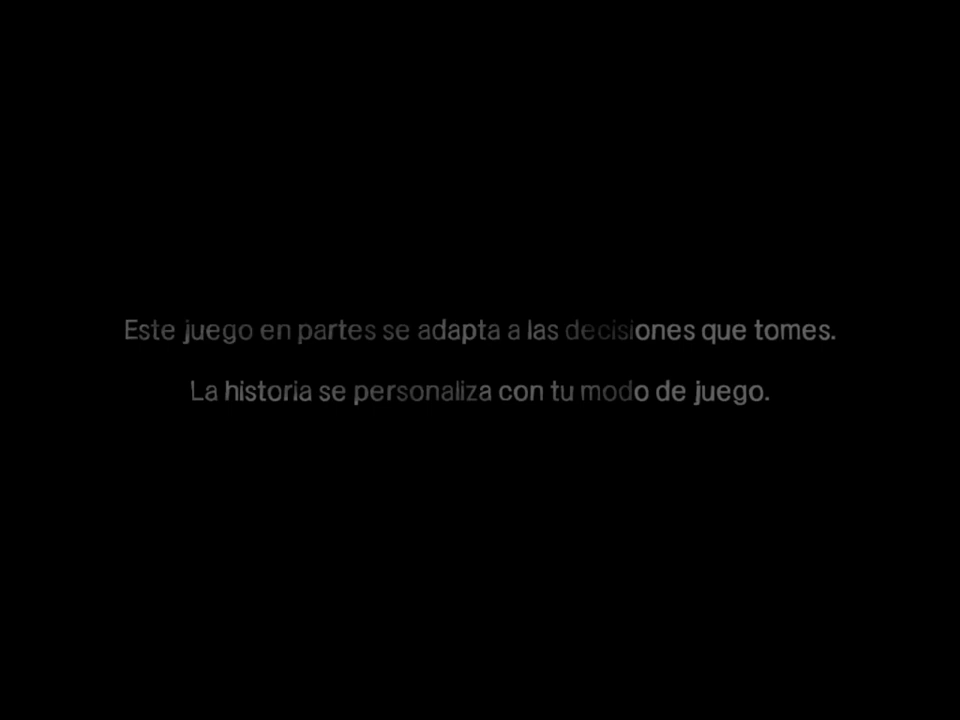 Este juego en partes se adapta a las decisiones que tomes.
La historia se personaliza con tu modo de juego.